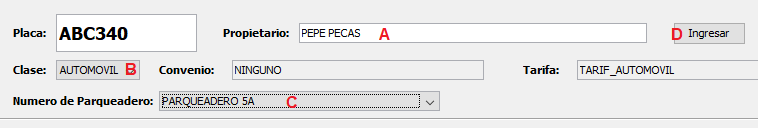 Placa: ABC340 Propietario: PEPE PECAS A D Ingresar
Clase: AUTOMOVIL B Convenio: NINGUNO Tarifa: TARIF_AUTOMOVIL
Numero de Parqueadero: PARQUEADERO 5A C